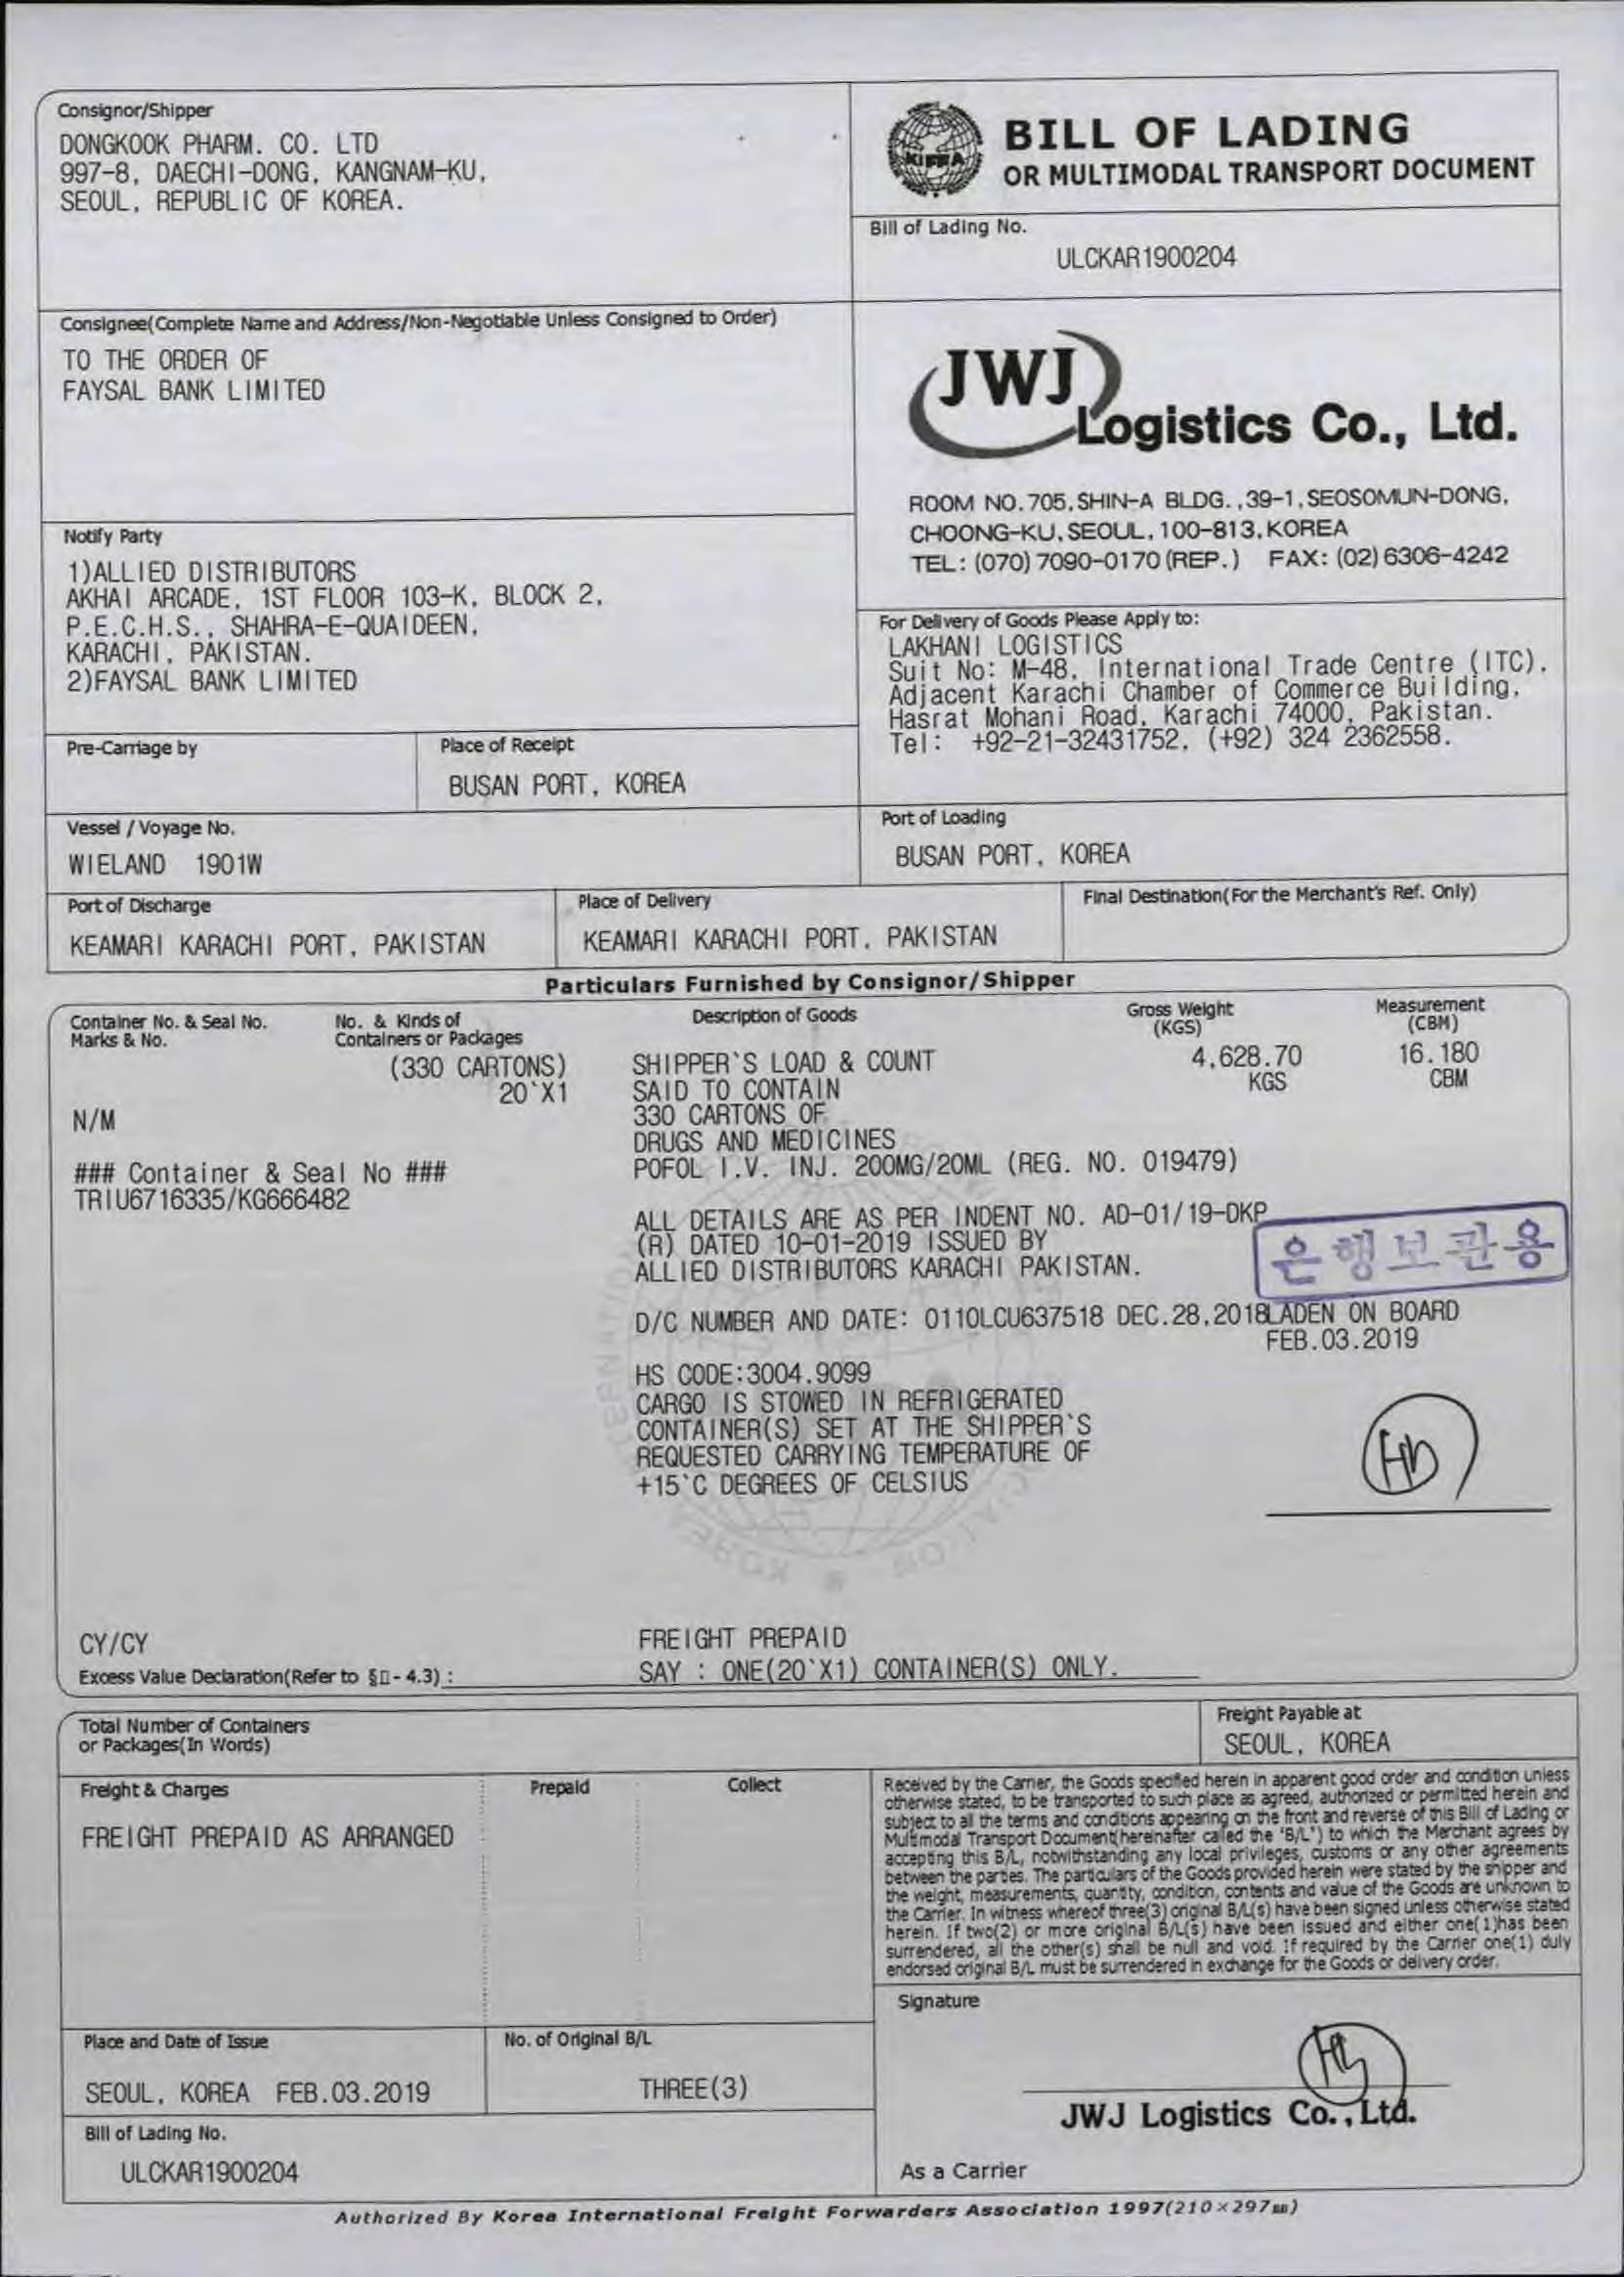 Consignor/Shipper
DONGKOOK PHARM. CO. LTD
997-8, DAECHI-DONG, KANGNAM-KU,
SEOUL, REPUBLIC OF KOREA.
KIFFA
BILL OF LADING
OR MULTIMODAL TRANSPORT DOCUMENT
Bill of Lading No.
ULCKAR1900204
Consignee(Complete Name and Address/Non-Negotiable Unless Consigned to Order)
TO THE ORDER OF
FAYSAL BANK LIMITED
JWJ
Logistics Co., Ltd.
ROOM NO.705,SHIN-A BLDG.,39-1,SEOSOMUN-DONG,
CHOONG-KU,SEOUL,100-813,KOREA
TEL: (070)7090-0170(REP.) FAX: (02)6306-4242
Notify Party
1)ALLIED DISTRIBUTORS
AKHAI ARCADE, 1ST FLOOR 103-K, BLOCK 2,
P.E.C.H.S., SHAHRA-E-QUAIDEEN,
KARACHI, PAKISTAN.
2)FAYSAL BANK LIMITED
For Delivery of Goods Please Apply to:
LAKHANI LOGISTICS
Suit No: M-48, International Trade Centre (ITC),
Adjacent Karachi Chamber of Commerce Building,
Hasrat Mohani Road, Karachi 74000, Pakistan.
Tel: +92-21-32431752, (+92) 324 2362558.
Pre-Carriage by
Place of Receipt
BUSAN PORT, KOREA
Vessel / Voyage No.
WIELAND 1901W
Port of Loading
BUSAN PORT, KOREA
Port of Discharge
KEAMARI KARACHI PORT, PAKISTAN
Place of Delivery
KEAMARI KARACHI PORT, PAKISTAN
Final Destination(For the Merchant's Ref. Only)
Particulars Furnished by Consignor/Shipper
Container No. & Seal No.
Marks & No.
No. & Kinds of
Containers or Packages
Description of Goods
Gross Weight
(KGS)
Measurement
(CBM)
(330 CARTONS)
20`X1
N/M
### Container & Seal No ###
TRIU6716335/KG666482
SHIPPER`S LOAD & COUNT
SAID TO CONTAIN
330 CARTONS OF
DRUGS AND MEDICINES
POFOL I.V. INJ. 200MG/20ML (REG. NO. 019479)
4,628.70
KGS
16.180
CBM
ALL DETAILS ARE AS PER INDENT NO. AD-01/19-DKP
(R) DATED 10-01-2019 ISSUED BY
ALLIED DISTRIBUTORS KARACHI PAKISTAN.
은행보관용
D/C NUMBER AND DATE: 0110LCU637518 DEC.28,2018
LADEN ON BOARD
FEB.03.2019
HS CODE:3004.9099
CARGO IS STOWED IN REFRIGERATED
CONTAINER(S) SET AT THE SHIPPER`S
REQUESTED CARRYING TEMPERATURE OF
+15`C DEGREES OF CELSIUS
CY/CY
FREIGHT PREPAID
Excess Value Declaration(Refer to §Ⅱ- 4.3) :
SAY : ONE(20`X1) CONTAINER(S) ONLY.
Total Number of Containers
or Packages(In Words)
Freight Payable at
SEOUL, KOREA
Freight & Charges
Prepaid
Collect
FREIGHT PREPAID AS ARRANGED
Received by the Carrier, the Goods specified herein in apparent good order and condition unless
otherwise stated, to be transported to such place as agreed, authorized or permitted herein and
subject to all the terms and conditions appearing on the front and reverse of this Bill of Lading or
Multimodal Transport Document(hereinafter called the "B/L") to which the Merchant agrees by
accepting this B/L, notwithstanding any local privileges, customs or any other agreements
between the parties. The particulars of the Goods provided herein were stated by the shipper and
the weight, measurements, quantity, condition, contents and value of the Goods are unknown to
the Carrier. In witness whereof three(3) original B/L(s) have been signed unless otherwise stated
herein. If two(2) or more original B/L(s) have been issued and either one(1)has been
surrendered, all the other(s) shall be null and void. If required by the Carrier one(1) duly
endorsed original B/L must be surrendered in exchange for the Goods or delivery order.
Signature
Place and Date of Issue
SEOUL, KOREA FEB.03.2019
No. of Original B/L
THREE(3)
JWJ Logistics Co.,Ltd.
Bill of Lading No.
ULCKAR1900204
As a Carrier
Authorized By Korea International Freight Forwarders Association 1997(210×297㎜)